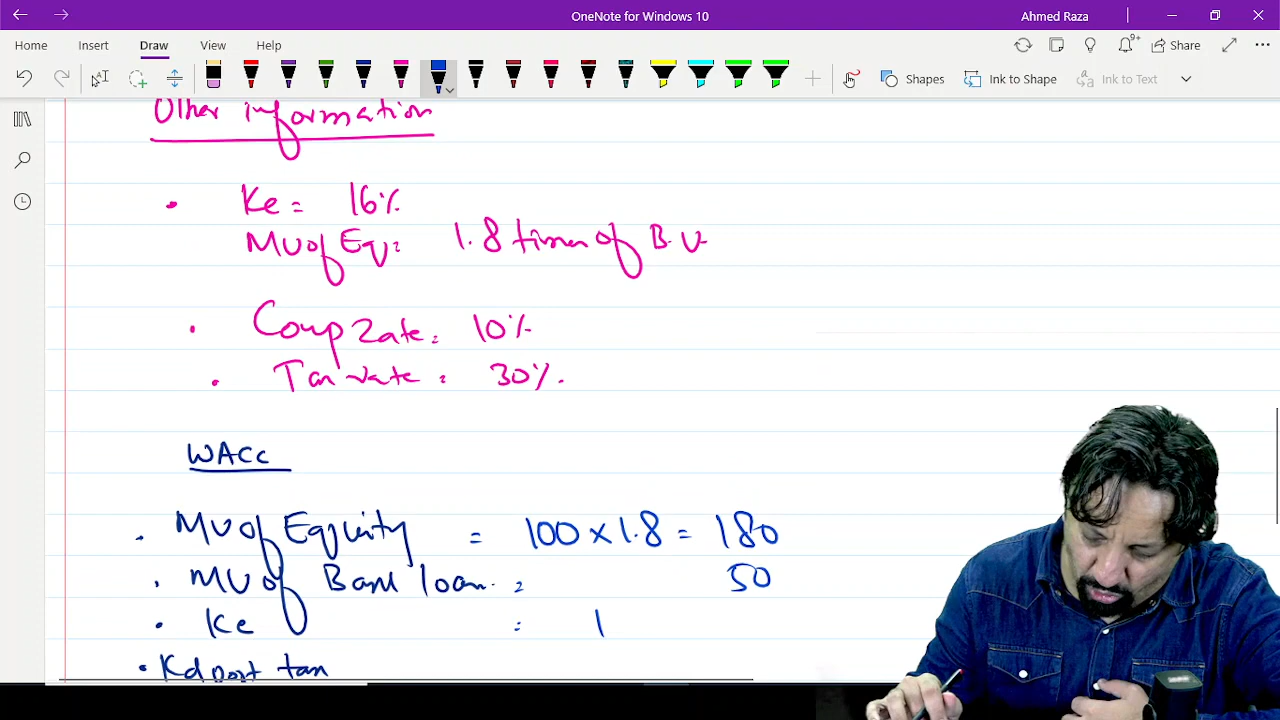 OneNote for Windows 10
Ahmed Raza
Home Insert Draw View Help
Share
Shapes
Ink to Shape
Ink to Text
Other information
• Ke = 16%
MV of Eq = 1.8 times of B.V
• Coup rate = 10%
• Tax rate = 30%.
WACC
• MV of Equity = 100 × 1.8 = 180
• MV of Bank loan = 50
• Ke = 1
• Kd post tax